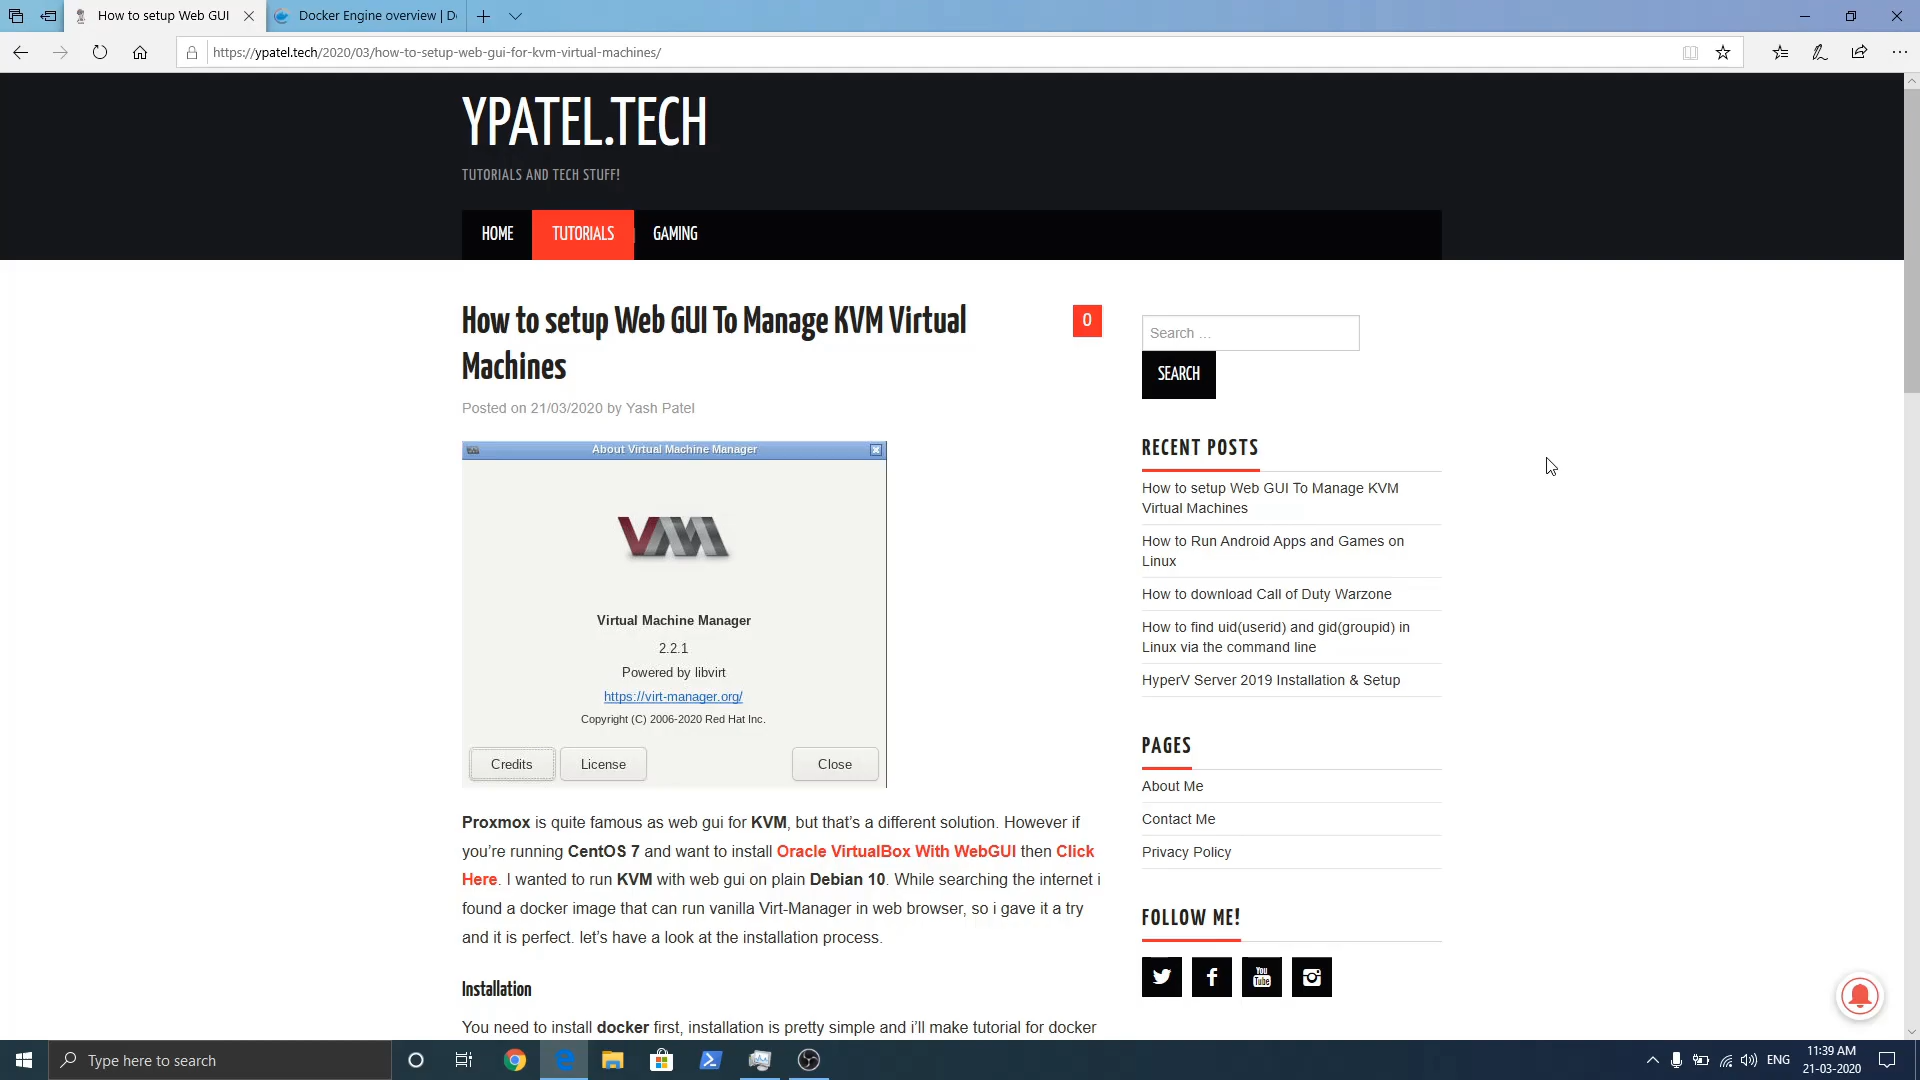 How to setup Web GUI
Docker Engine overview | D
https://ypatel.tech/2020/03/how-to-setup-web-gui-for-kvm-virtual-machines/
YPATEL.TECH
TUTORIALS AND TECH STUFF!
HOME
TUTORIALS
GAMING
How to setup Web GUI To Manage KVM Virtual
Machines
0
Posted on 21/03/2020 by Yash Patel
About Virtual Machine Manager
VM
Virtual Machine Manager
2.2.1
Powered by libvirt
https://virt-manager.org/
Copyright (C) 2006-2020 Red Hat Inc.
Credits
License
Close
Proxmox is quite famous as web gui for KVM, but that’s a different solution. However if
you’re running CentOS 7 and want to install Oracle VirtualBox With WebGUI then Click
Here. I wanted to run KVM with web gui on plain Debian 10. While searching the internet i
found a docker image that can run vanilla Virt-Manager in web browser, so i gave it a try
and it is perfect. let’s have a look at the installation process.
Installation
You need to install docker first, installation is pretty simple and i’ll make tutorial for docker
Search ...
SEARCH
RECENT POSTS
How to setup Web GUI To Manage KVM
Virtual Machines
How to Run Android Apps and Games on
Linux
How to download Call of Duty Warzone
How to find uid(userid) and gid(groupid) in
Linux via the command line
HyperV Server 2019 Installation & Setup
PAGES
About Me
Contact Me
Privacy Policy
FOLLOW ME!
You
Tube
Type here to search
ENG
11:39 AM
21-03-2020